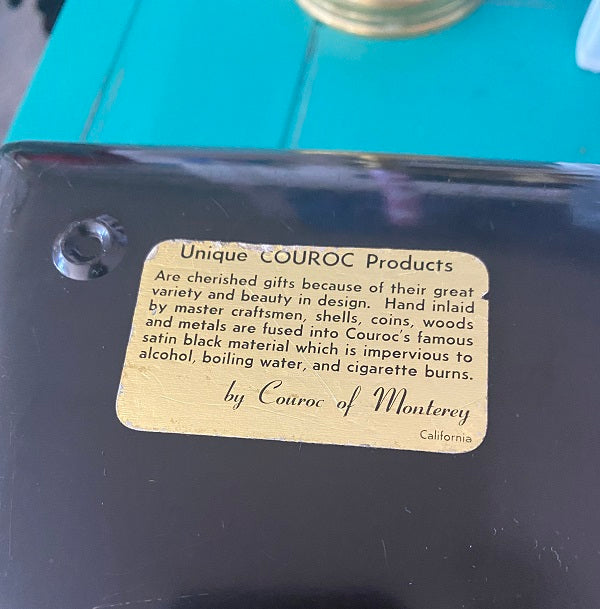 Unique COUROC Products
Are cherished gifts because of their great
variety and beauty in design. Hand inlaid
by master craftsmen, shells, coins, woods
and metals are fused into Couroc's famous
satin black material which is impervious to
alcohol, boiling water, and cigarette burns.
by Couroc of Monterey
California